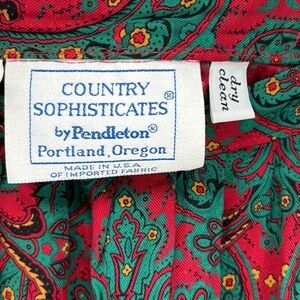 COUNTRY
SOPHISTICATES®
by Pendleton®
Portland, Oregon
MADE IN U.S.A.
OF IMPORTED FABRIC
dry
clean